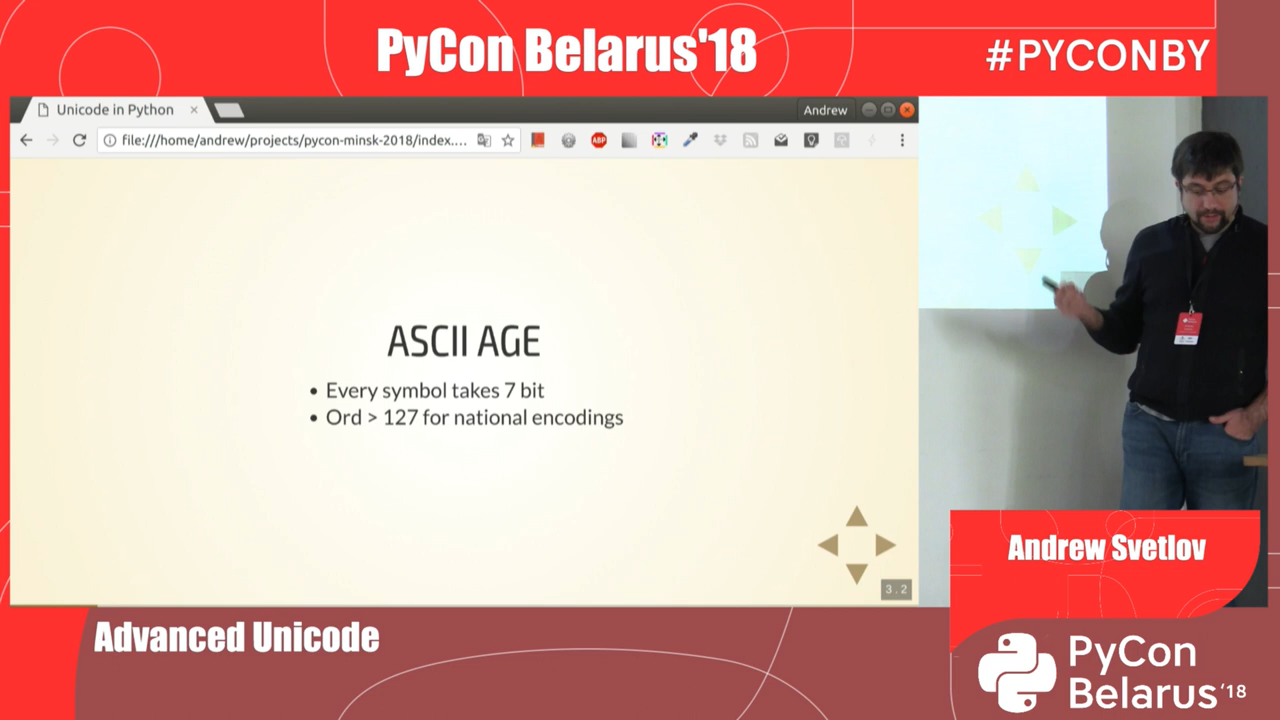 PyCon Belarus'18
#PYCONBY
Unicode in Python
Andrew
file:///home/andrew/projects/pycon-minsk-2018/index....
ABP
ASCII AGE
• Every symbol takes 7 bit
• Ord > 127 for national encodings
3.2
Andrew Svetlov
Advanced Unicode
PyCon
Belarus '18